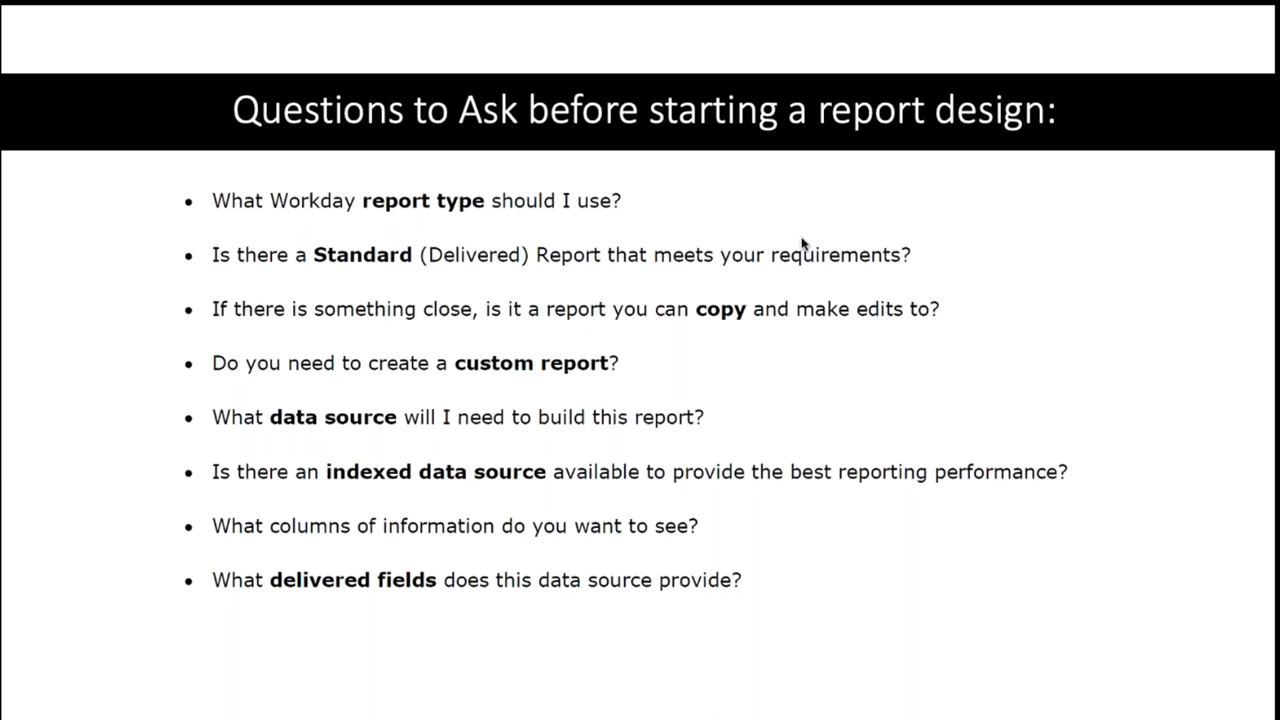 Questions to Ask before starting a report design:
• What Workday report type should I use?
• Is there a Standard (Delivered) Report that meets your requirements?
• If there is something close, is it a report you can copy and make edits to?
• Do you need to create a custom report?
• What data source will I need to build this report?
• Is there an indexed data source available to provide the best reporting performance?
• What columns of information do you want to see?
• What delivered fields does this data source provide?